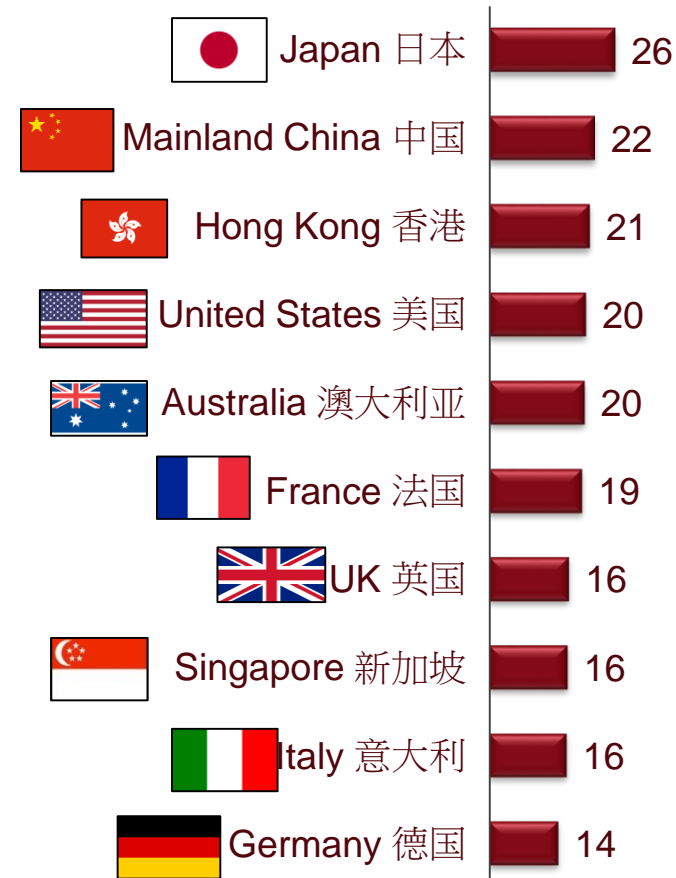 Japan 日本 26
Mainland China 中国 22
Hong Kong 香港 21
United States 美国 20
Australia 澳大利亚 20
France 法国 19
UK 英国 16
Singapore 新加坡 16
Italy 意大利 16
Germany 德国 14